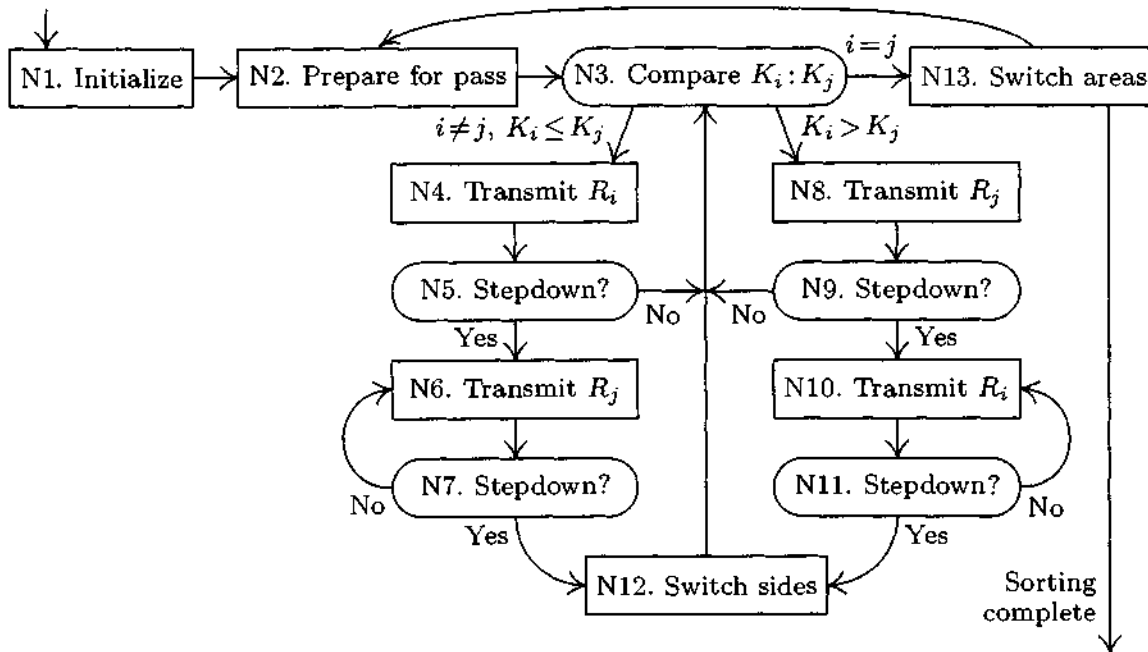 i = j
N1. Initialize
N2. Prepare for pass
N3. Compare K_i : K_j
N13. Switch areas
i ≠ j, K_i ≤ K_j
K_i > K_j
N4. Transmit R_i
N8. Transmit R_j
N5. Stepdown?
N9. Stepdown?
No
No
Yes
Yes
N6. Transmit R_j
N10. Transmit R_i
N7. Stepdown?
N11. Stepdown?
No
No
Yes
Yes
N12. Switch sides
Sorting
complete